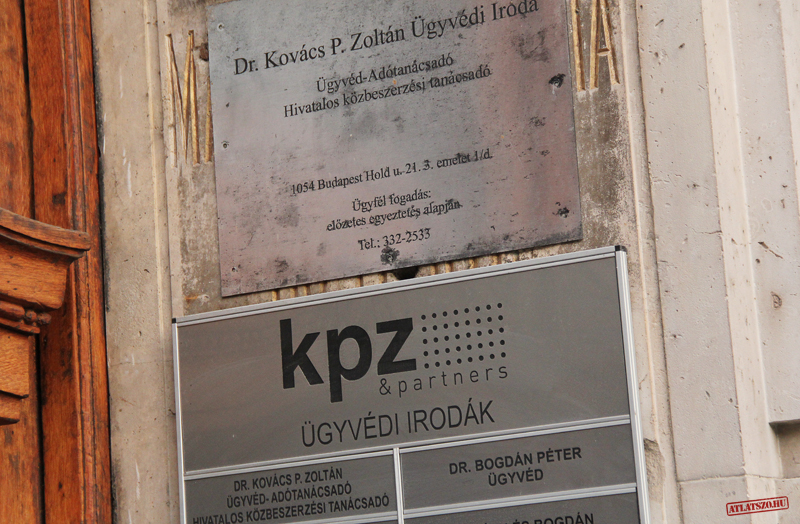 Dr. Kovács P. Zoltán Ügyvédi Iroda
Ügyvéd-Adótanácsadó
Hivatalos közbeszerzési tanácsadó
1054 Budapest Hold u. 21. 3. emelet 1/d.
Ügyfél fogadás:
előzetes egyeztetés alapján.
Tel.: 332-2533
kpz
& partners
ÜGYVÉDI IRODÁK
DR. KOVÁCS P. ZOLTÁN
ÜGYVÉD- ADÓTANÁCSADÓ
HIVATALOS KÖZBESZERZÉSI TANÁCSADÓ
DR. BOGDÁN PÉTER
ÜGYVÉD
BOGDÁN
ATLATSZO.HU